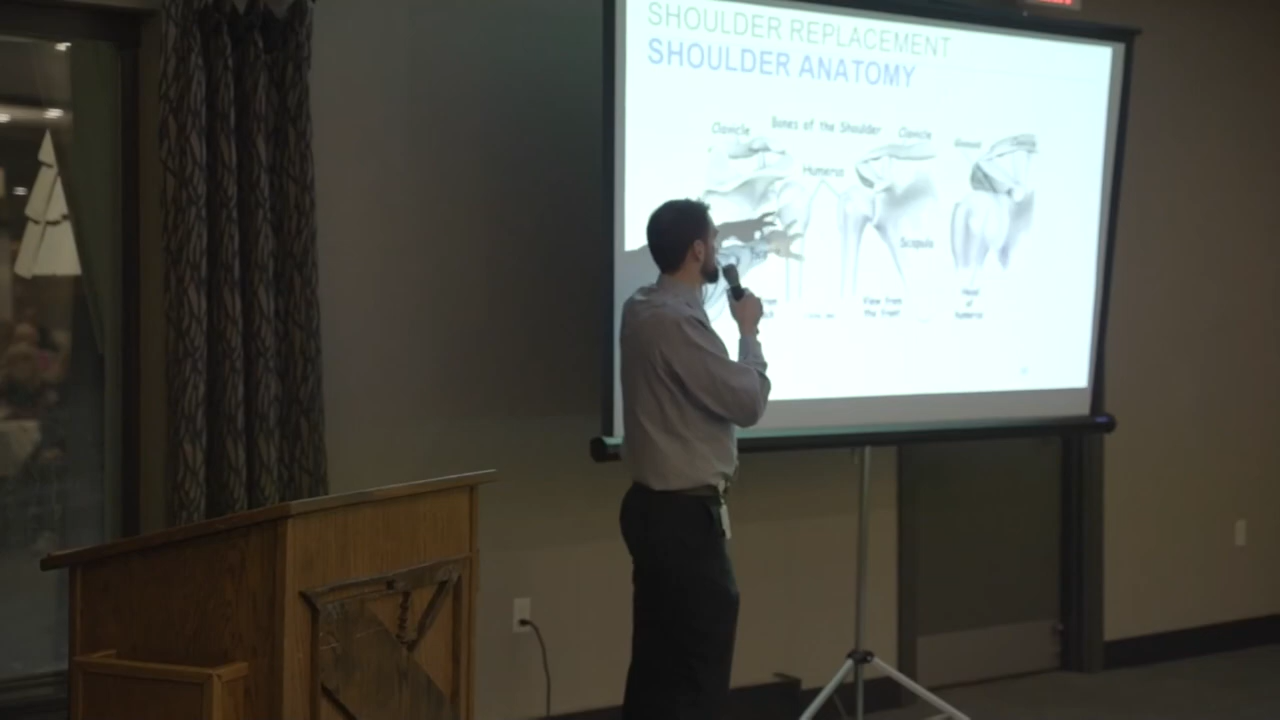 SHOULDER REPLACEMENT
SHOULDER ANATOMY
Bones of the Shoulder
Clavicle
Clavicle
Humerus
Scapula
View from
the front
Head
of
humerus